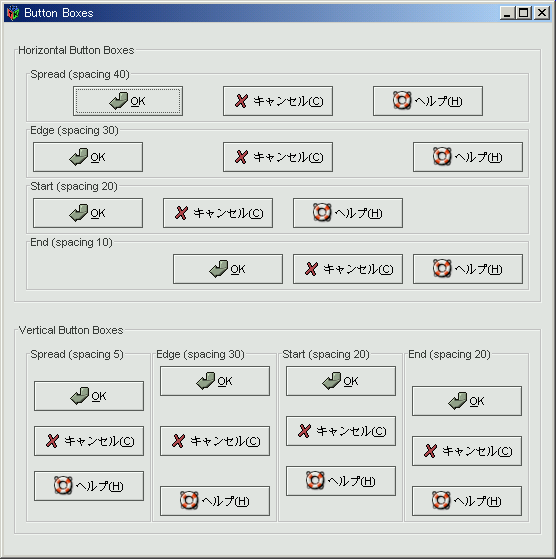 Button Boxes
Horizontal Button Boxes
Spread (spacing 40)
OK キャンセル(C) ヘルプ(H)
Edge (spacing 30)
OK キャンセル(C) ヘルプ(H)
Start (spacing 20)
OK キャンセル(C) ヘルプ(H)
End (spacing 10)
OK キャンセル(C) ヘルプ(H)
Vertical Button Boxes
Spread (spacing 5)
OK
キャンセル(C)
ヘルプ(H)
Edge (spacing 30)
OK
キャンセル(C)
ヘルプ(H)
Start (spacing 20)
OK
キャンセル(C)
ヘルプ(H)
End (spacing 20)
OK
キャンセル(C)
ヘルプ(H)